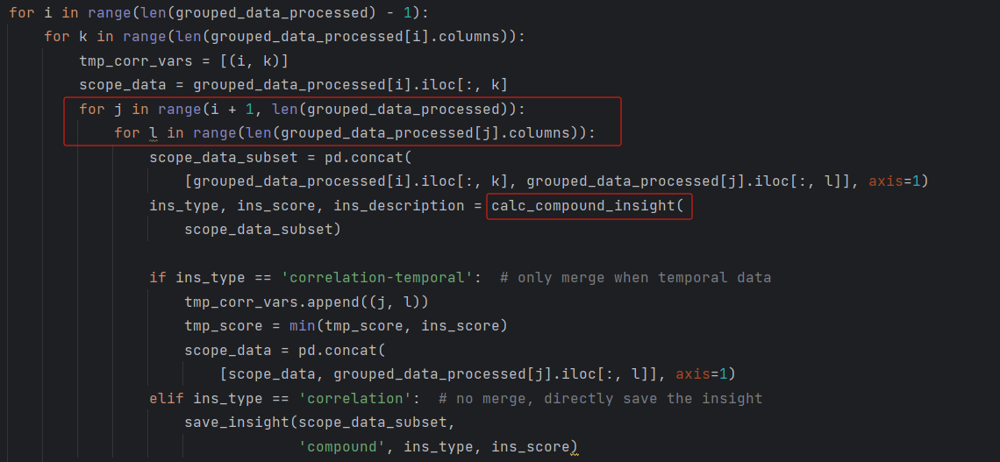 for i in range(len(grouped_data_processed) - 1):
    for k in range(len(grouped_data_processed[i].columns)):
        tmp_corr_vars = [(i, k)]
        scope_data = grouped_data_processed[i].iloc[:, k]
        for j in range(i + 1, len(grouped_data_processed)):
            for l in range(len(grouped_data_processed[j].columns)):
                scope_data_subset = pd.concat(
                    [grouped_data_processed[i].iloc[:, k], grouped_data_processed[j].iloc[:, l]], axis=1)
                ins_type, ins_score, ins_description = calc_compound_insight(
                    scope_data_subset)

                if ins_type == 'correlation-temporal':  # only merge when temporal data
                    tmp_corr_vars.append((j, l))
                    tmp_score = min(tmp_score, ins_score)
                    scope_data = pd.concat(
                        [scope_data, grouped_data_processed[j].iloc[:, l]], axis=1)
                elif ins_type == 'correlation':  # no merge, directly save the insight
                    save_insight(scope_data_subset,
                                 'compound', ins_type, ins_score)